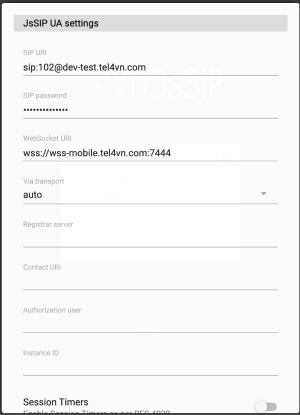 JsSIP UA settings
SIP URI
sip:102@dev-test.tel4vn.com
SIP password
••••••••••••••
WebSocket URI
wss://wss-mobile.tel4vn.com:7444
Via transport
auto
Registrar server
Contact URI
Authorization user
Instance ID
Session Timers
Enable Session Timers as per RFC 4028